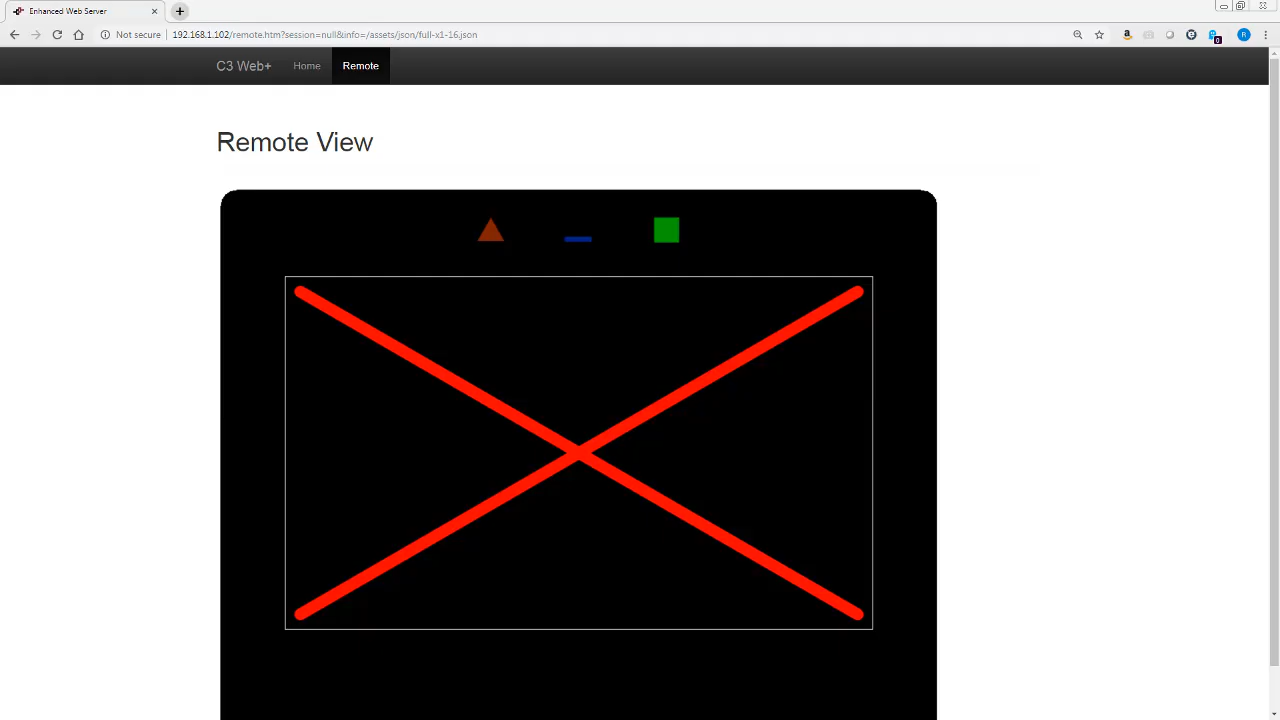 Enhanced Web Server
Not secure
192.168.1.102/remote.htm?session=null&info=/assets/json/full-x1-16.json
C3 Web+
Home
Remote
Remote View